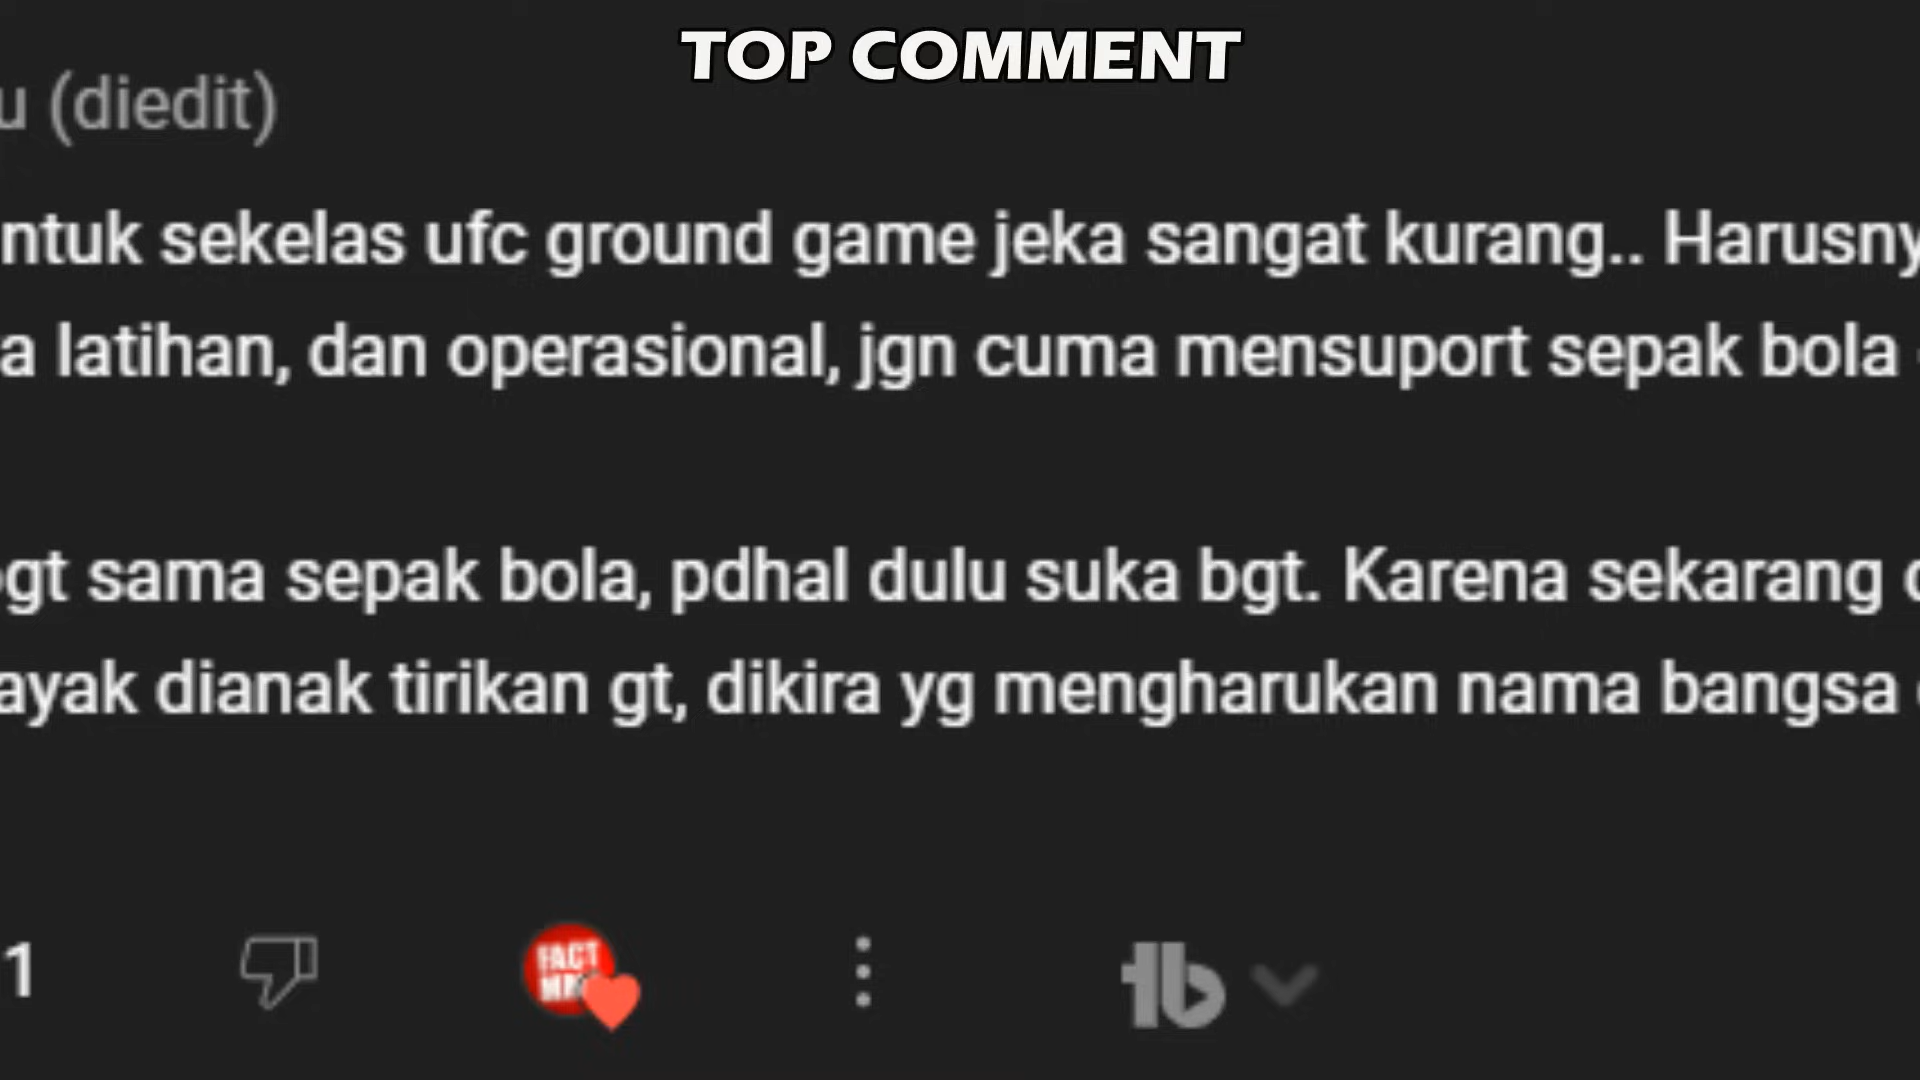 TOP COMMENT
u (diedit)
ntuk sekelas ufc ground game jeka sangat kurang.. Harusny
a latihan, dan operasional, jgn cuma mensuport sepak bola
gt sama sepak bola, pdhal dulu suka bgt. Karena sekarang
ayak dianak tirikan gt, dikira yg mengharukan nama bangsa
1
FACT